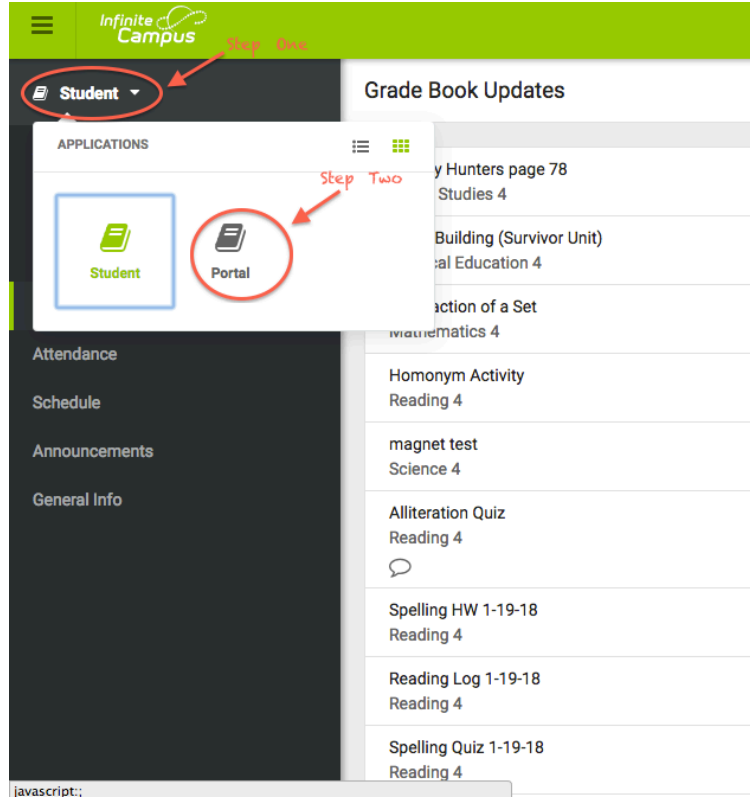 Infinite
Campus
Step One
Student
Grade Book Updates
APPLICATIONS
Step Two
Student
Portal
y Hunters page 78
Studies 4
Building (Survivor Unit)
cal Education 4
action of a Set
Mathematics 4
Attendance
Schedule
Announcements
General Info
Homonym Activity
Reading 4
magnet test
Science 4
Alliteration Quiz
Reading 4
Spelling HW 1-19-18
Reading 4
Reading Log 1-19-18
Reading 4
Spelling Quiz 1-19-18
Reading 4
javascript:;